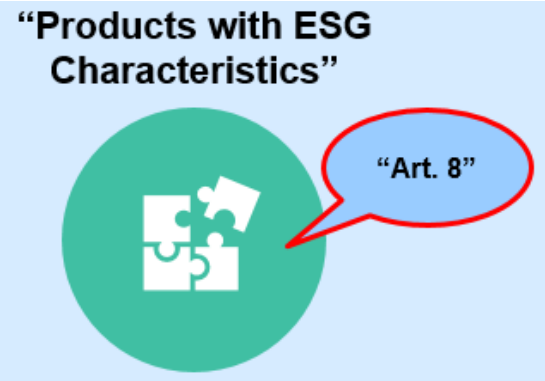 “Products with ESG
Characteristics”
“Art. 8”